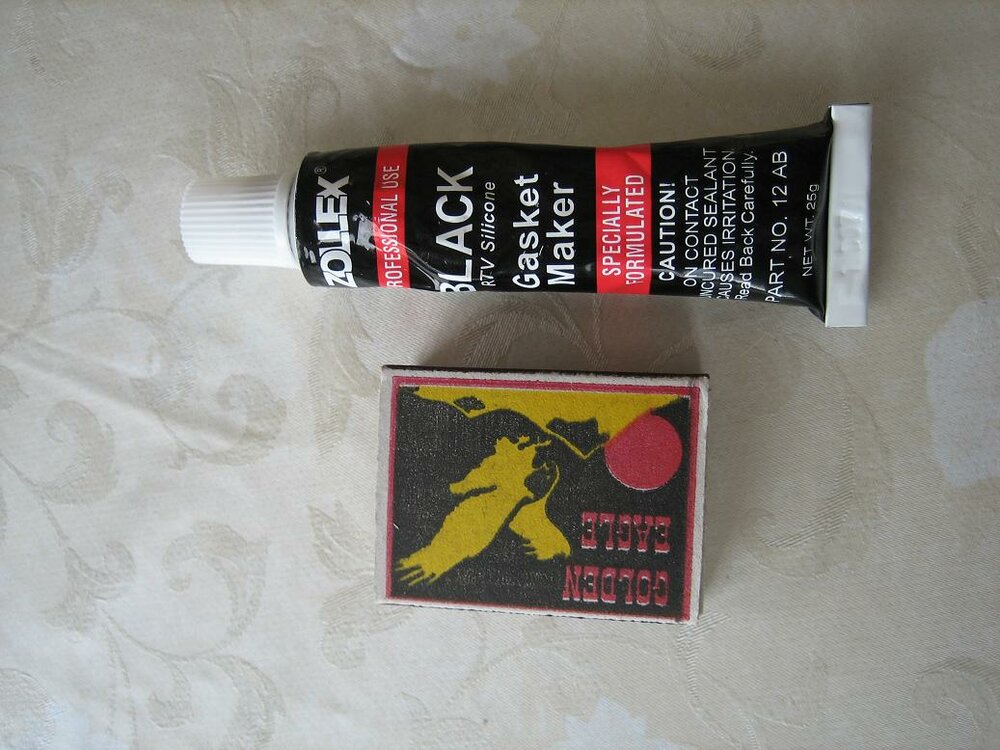 ZOLLEX®
PROFESSIONAL USE
BLACK
RTV Silicone
Gasket
Maker
SPECIALLY
FORMULATED
CAUTION!
ON CONTACT
UNCURED SEALANT
CAUSES IRRITATION.
Read Back Carefully.
PART NO. 12 AB
NET WT. 25g
GOLDEN
EAGLE